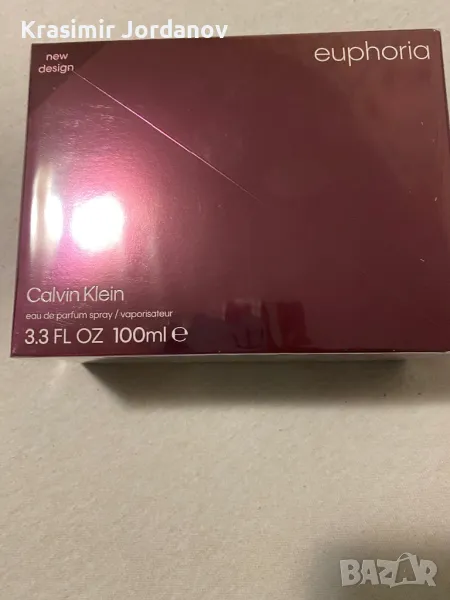 Krasimir Jordanov
new
design
euphoria
Calvin Klein
eau de parfum spray / vaporisateur
3.3 FL OZ 100ml ℮
BAZAR